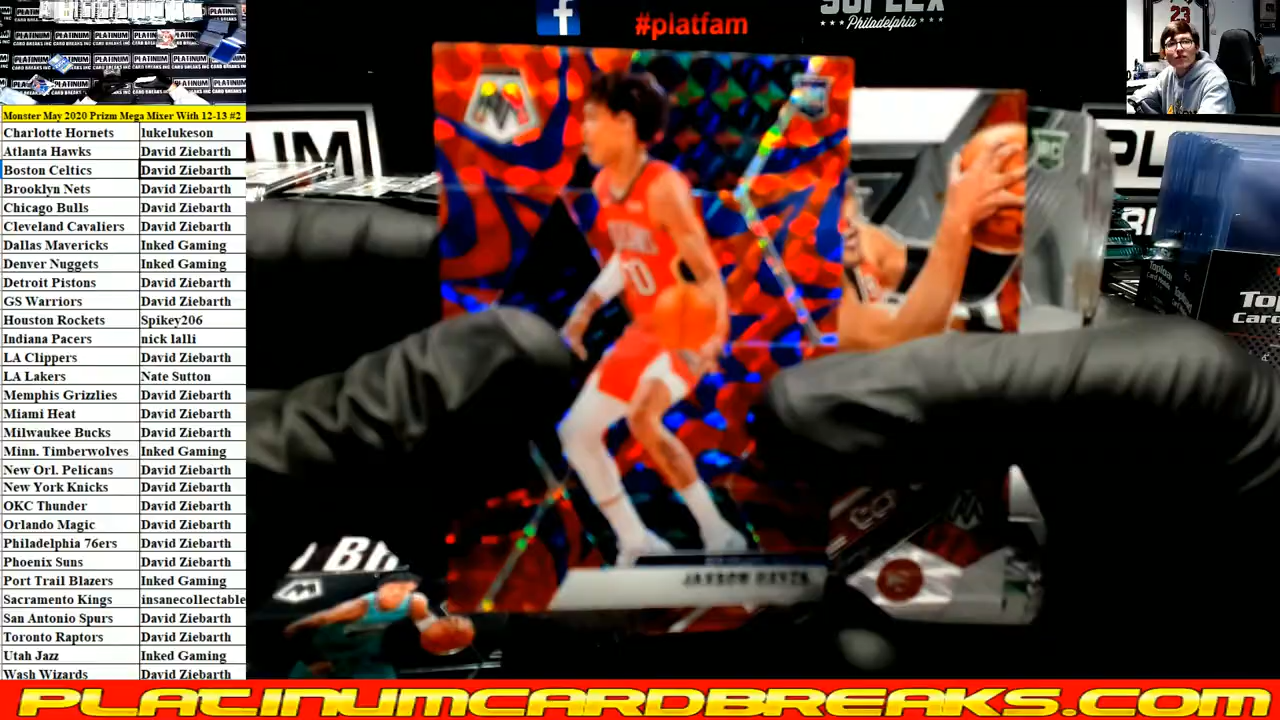 #platfam
SUPLEX
Philadelphia
23
Monster May 2020 Prizm Mega Mixer With 12-13 #2
Charlotte Hornets lukelukeson
Atlanta Hawks David Ziebarth
Boston Celtics David Ziebarth
Brooklyn Nets David Ziebarth
Chicago Bulls David Ziebarth
Cleveland Cavaliers David Ziebarth
Dallas Mavericks Inked Gaming
Denver Nuggets Inked Gaming
Detroit Pistons David Ziebarth
GS Warriors David Ziebarth
Houston Rockets Spikey206
Indiana Pacers nick lalli
LA Clippers David Ziebarth
LA Lakers Nate Sutton
Memphis Grizzlies David Ziebarth
Miami Heat David Ziebarth
Milwaukee Bucks David Ziebarth
Minn. Timberwolves Inked Gaming
New Orl. Pelicans David Ziebarth
New York Knicks David Ziebarth
OKC Thunder David Ziebarth
Orlando Magic David Ziebarth
Philadelphia 76ers David Ziebarth
Phoenix Suns David Ziebarth
Port Trail Blazers Inked Gaming
Sacramento Kings insanecollectable
San Antonio Spurs David Ziebarth
Toronto Raptors David Ziebarth
Utah Jazz Inked Gaming
Wash Wizards David Ziebarth
RC
JAXSON HAYES
PLATINUMCARDBREAKS.COM